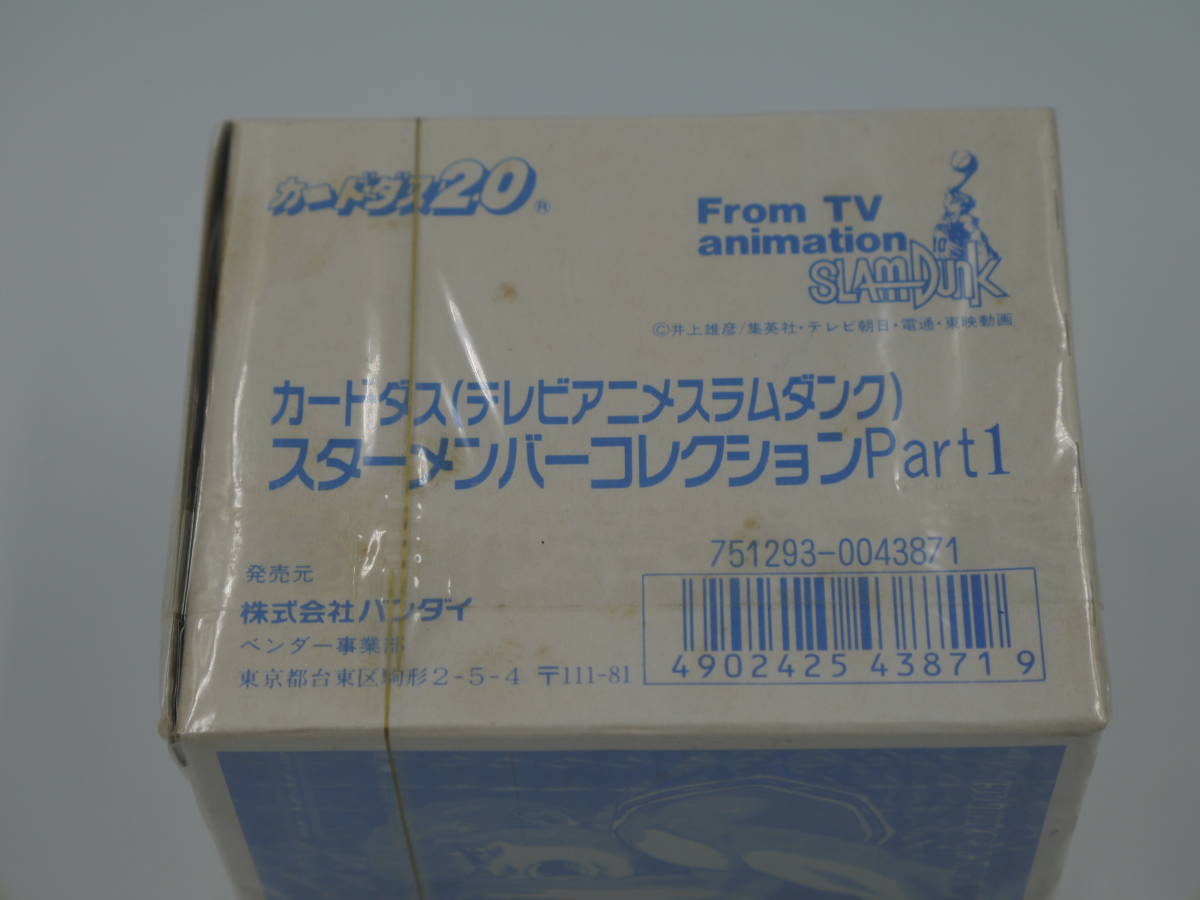 カードダス20®
From TV
animation
SLAMDUNK
©井上雄彦/集英社・テレビ朝日・電通・東映動画
カードダス(テレビアニメスラムダンク)
スターメンバーコレクションPart1
751293-0043871
発売元
株式会社バンダイ
ベンダー事業部
東京都台東区駒形2-5-4 〒111-81
4902425 43871 9